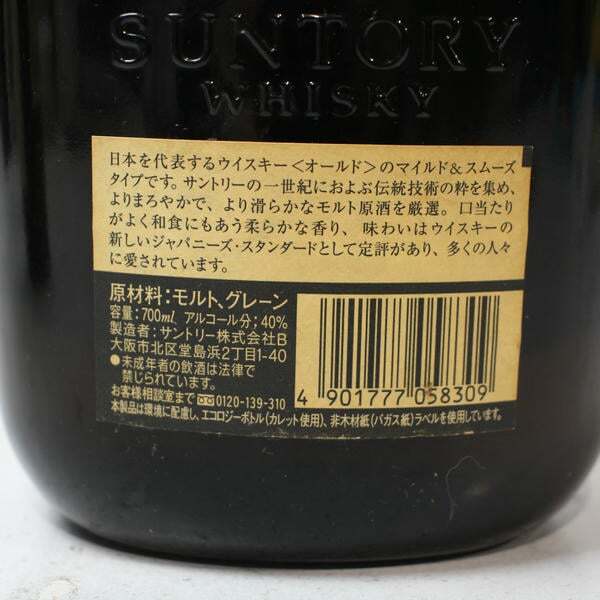 SUNTORY
WHISKY
日本を代表するウイスキー<オールド>のマイルド&スムーズ
タイプです。サントリーの一世紀におよぶ伝統技術の粋を集め、
よりまろやかで、より滑らかなモルト原酒を厳選。口当たり
がよく和食にもあう柔らかな香り、味わいはウイスキーの
新しいジャパニーズ・スタンダードとして定評があり、多くの人々
に愛されています。
原材料:モルト、グレーン
容量:700ml アルコール分:40%
製造者:サントリー株式会社B
大阪市北区堂島浜2丁目1-40
●未成年者の飲酒は法律で
禁じられています。
お客様相談室まで 0120-139-310
4 901777 058309
本製品は環境に配慮し、エコロジーボトル(カレット使用)、非木材紙(バガス紙)ラベルを使用しています。